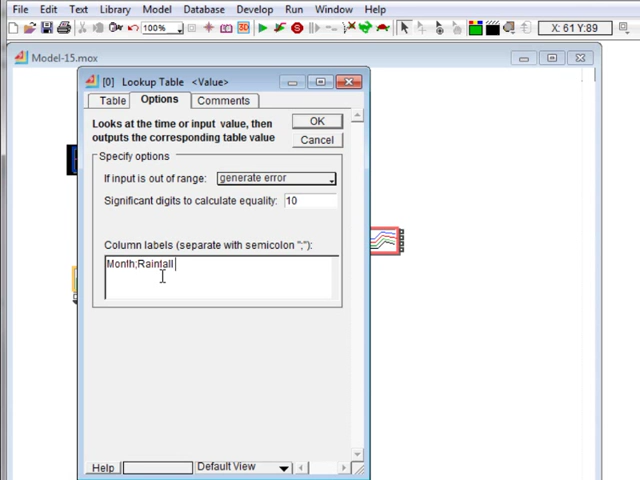 File Edit Text Library Model Database Develop Run Window Help
150%
3D
X: 61 Y:89
Model-15.mox
[0] Lookup Table <Value>
Table Options Comments
Looks at the time or input value, then
outputs the corresponding table value
OK
Cancel
Specify options
If input is out of range: generate error
Significant digits to calculate equality: 10
Column labels (separate with semicolon ";"):
Month;Rainfall
Help
Default View